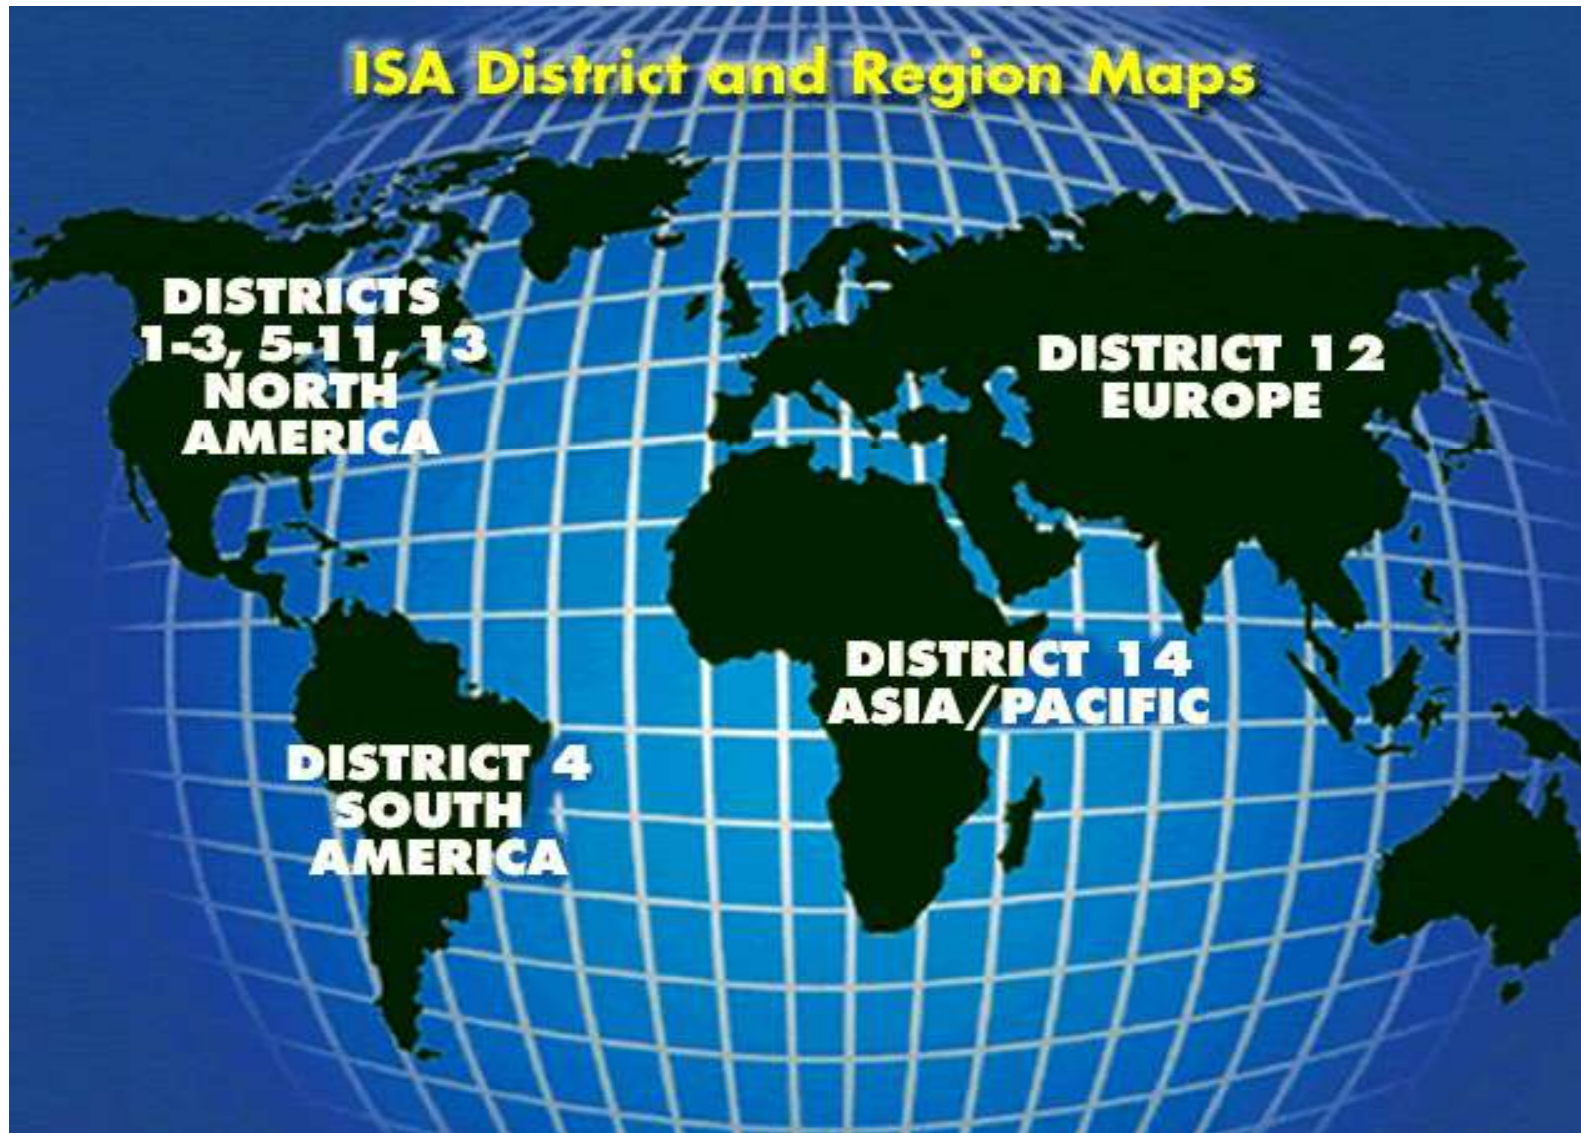 ISA District and Region Maps
DISTRICTS
1-3, 5-11, 13
NORTH
AMERICA
DISTRICT 12
EUROPE
DISTRICT 14
ASIA/PACIFIC
DISTRICT 4
SOUTH
AMERICA